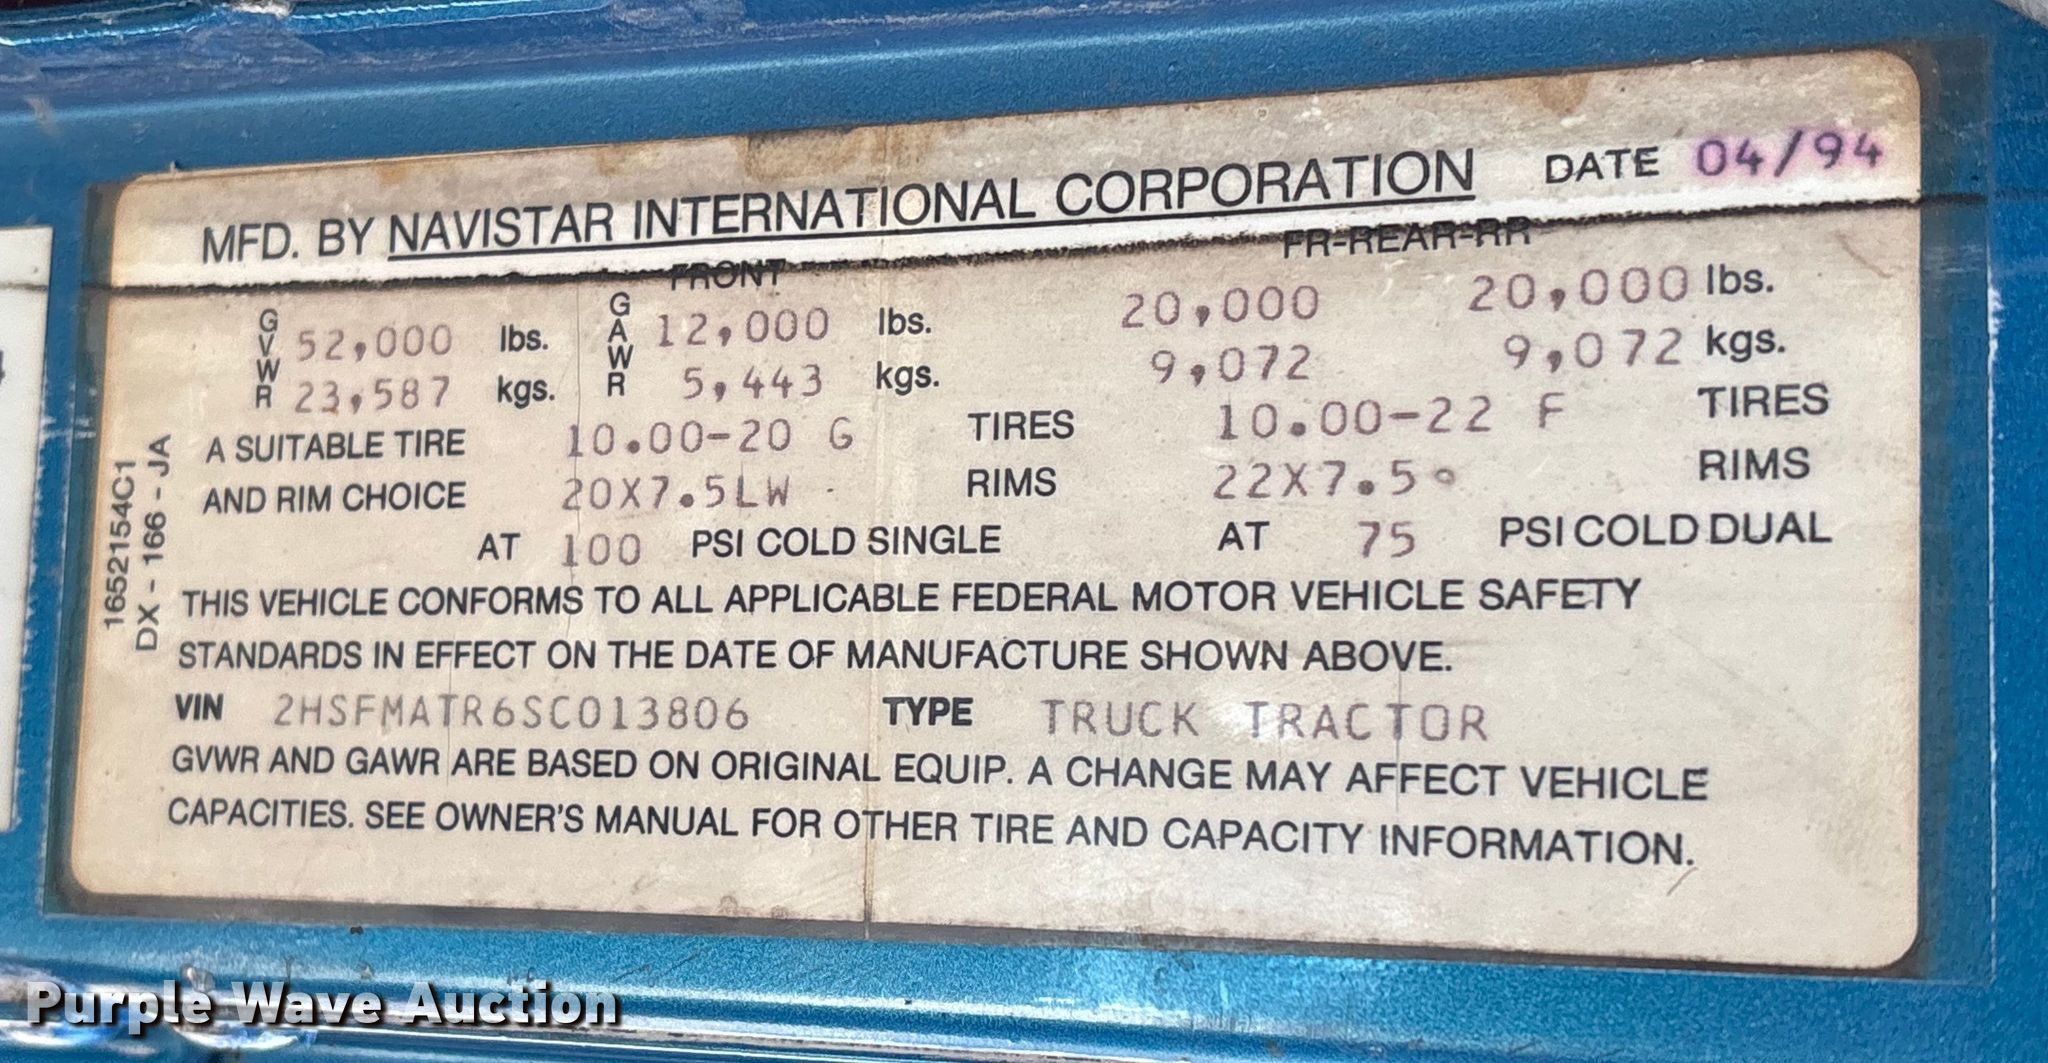 MFD. BY NAVISTAR INTERNATIONAL CORPORATION DATE 04/94
FRONT FR-REAR-RR
GVWR 52,000 lbs. GAWR 12,000 lbs. 20,000 20,000 lbs.
23,587 kgs. 5,443 kgs. 9,072 9,072 kgs.
A SUITABLE TIRE 10.00-20 G TIRES 10.00-22 F TIRES
AND RIM CHOICE 20X7.5LW RIMS 22X7.5 RIMS
AT 100 PSI COLD SINGLE AT 75 PSI COLD DUAL
THIS VEHICLE CONFORMS TO ALL APPLICABLE FEDERAL MOTOR VEHICLE SAFETY
STANDARDS IN EFFECT ON THE DATE OF MANUFACTURE SHOWN ABOVE.
VIN 2HSFMATR6SC013806 TYPE TRUCK TRACTOR
GVWR AND GAWR ARE BASED ON ORIGINAL EQUIP. A CHANGE MAY AFFECT VEHICLE
CAPACITIES. SEE OWNER'S MANUAL FOR OTHER TIRE AND CAPACITY INFORMATION.
1652154C1
DX - 166 - JA
Purple Wave Auction